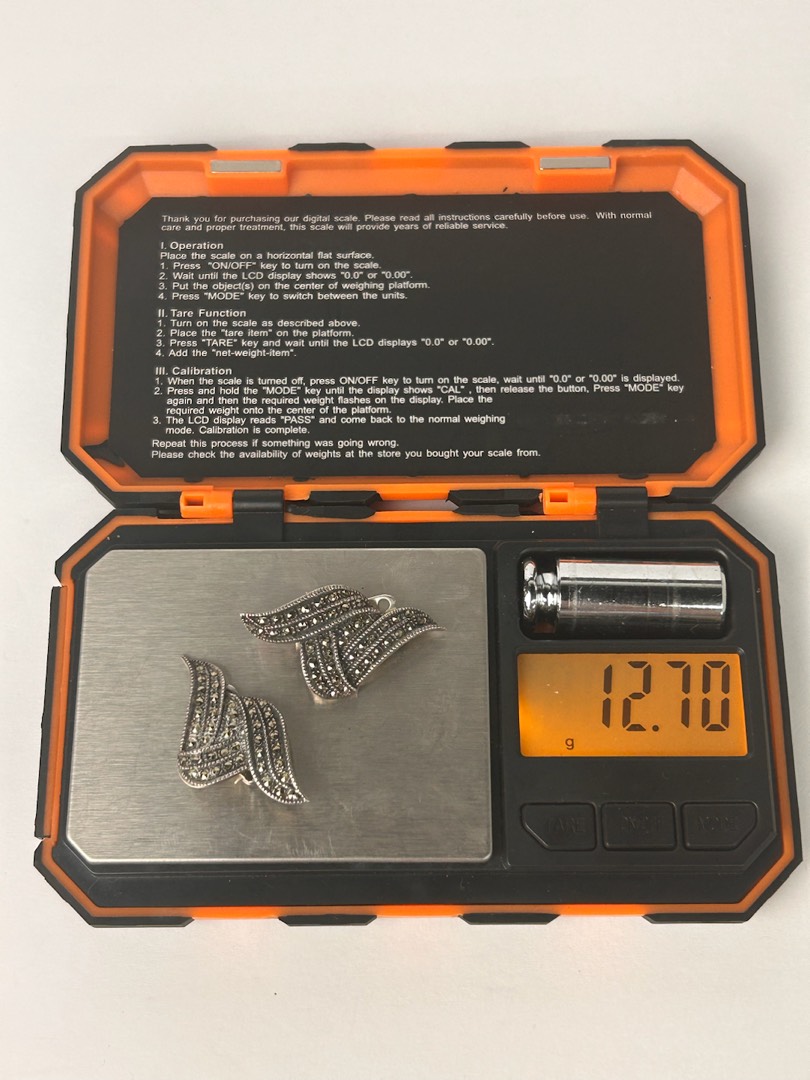 Thank you for purchasing our digital scale. Please read all instructions carefully before use. With normal
care and proper treatment, this scale will provide years of reliable service.
I. Operation
Place the scale on a horizontal flat surface.
1. Press "ON/OFF" key to turn on the scale.
2. Wait until the LCD display shows "0.0" or "0.00".
3. Put the object(s) on the center of weighing platform.
4. Press "MODE" key to switch between the units.
II. Tare Function
1. Turn on the scale as described above.
2. Place the "tare item" on the platform.
3. Press "TARE" key and wait until the LCD displays "0.0" or "0.00".
4. Add the "net-weight-item".
III. Calibration
1. When the scale is turned off, press ON/OFF key to turn on the scale, wait until "0.0" or "0.00" is displayed.
2. Press and hold the "MODE" key until the display shows "CAL" , then release the button, Press "MODE" key
again and then the required weight flashes on the display. Place the
required weight onto the center of the platform.
3. The LCD display reads "PASS" and come back to the normal weighing
mode. Calibration is complete.
Repeat this process if something was going wrong.
Please check the availability of weights at the store you bought your scale from.
12.70
g